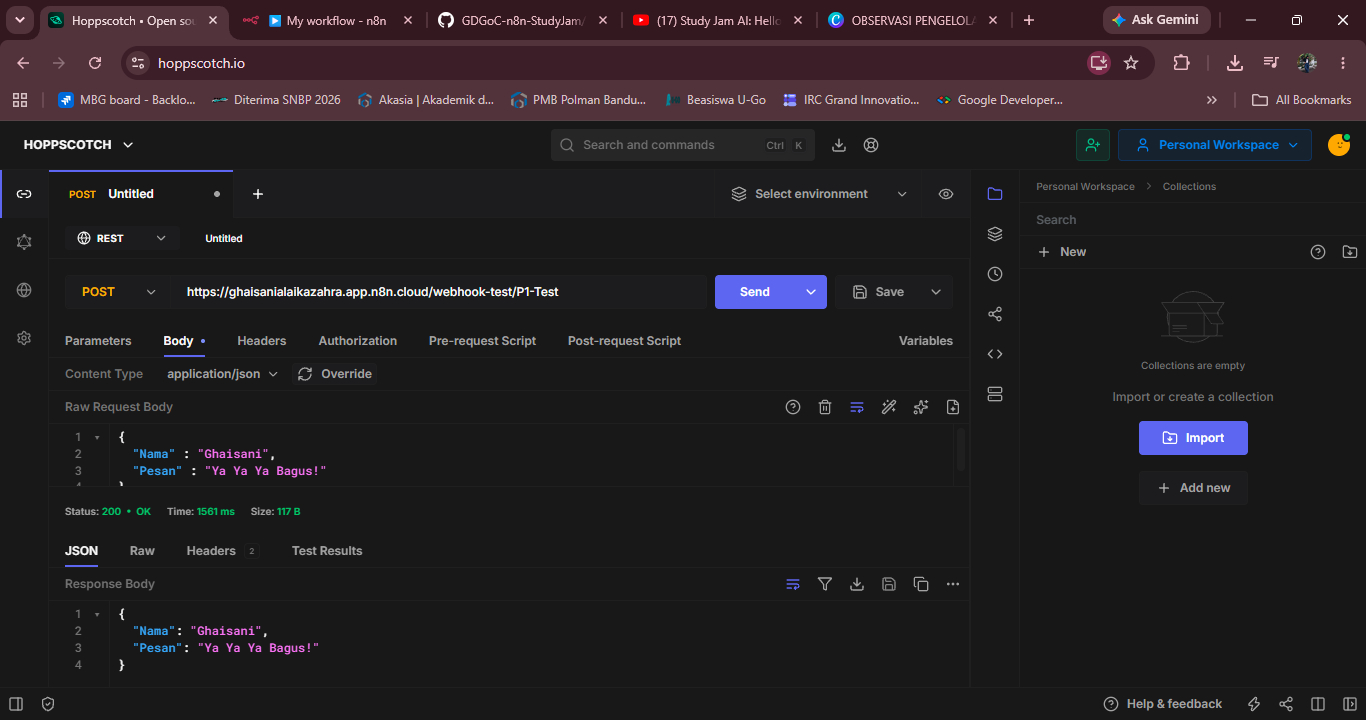 Hoppscotch • Open sou
My workflow - n8n
GDGoC-n8n-StudyJam/
(17) Study Jam AI: Hello
OBSERVASI PENGELOLA
Ask Gemini
hoppscotch.io
MBG board - Backlo...
Diterima SNBP 2026
Akasia | Akademik d...
PMB Polman Bandu...
Beasiswa U-Go
IRC Grand Innovatio...
Google Developer...
All Bookmarks
HOPPSCOTCH
Search and commands
Ctrl K
Personal Workspace
POST Untitled
Select environment
Personal Workspace > Collections
REST
Untitled
Search
+ New
POST
https://ghaisanialaikazahra.app.n8n.cloud/webhook-test/P1-Test
Send
Save
Parameters
Body
Headers
Authorization
Pre-request Script
Post-request Script
Variables
Content Type
application/json
Override
Raw Request Body
1 {
2 "Nama" : "Ghaisani",
3 "Pesan" : "Ya Ya Ya Bagus!"
4 }
Collections are empty
Import or create a collection
Import
+ Add new
Status: 200 • OK Time: 1561 ms Size: 117 B
JSON
Raw
Headers 2
Test Results
Response Body
1 {
2 "Nama": "Ghaisani",
3 "Pesan": "Ya Ya Ya Bagus!"
4 }
Help & feedback